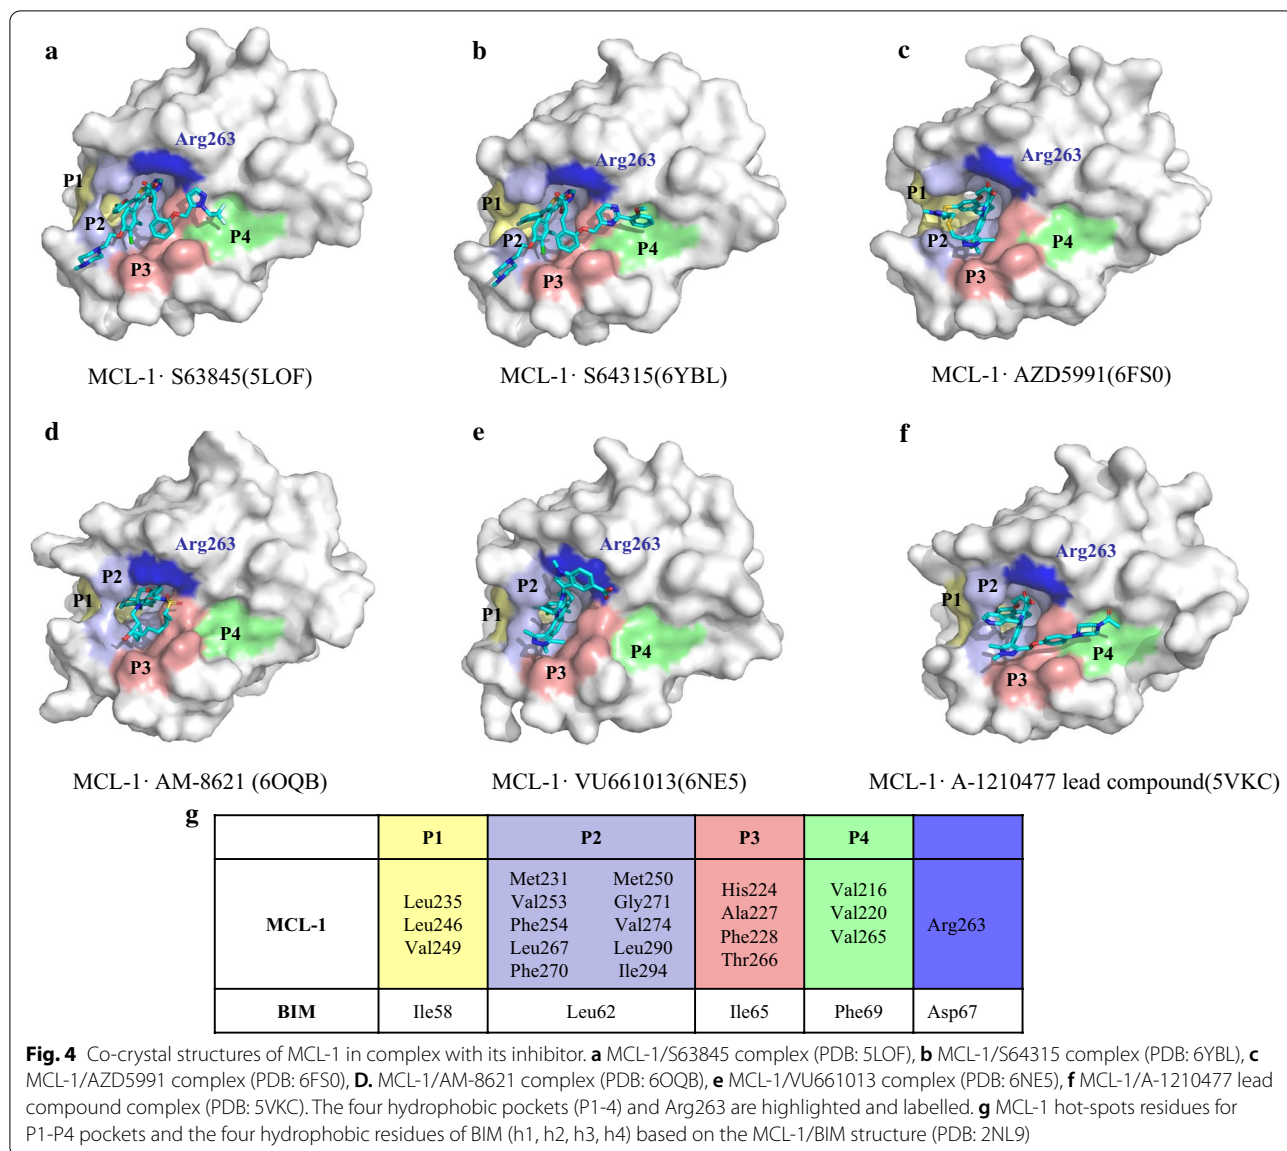 a
Arg263
P1
P2
P3
P4
MCL-1· S63845(5LOF)
b
Arg263
P1
P2
P3
P4
MCL-1· S64315(6YBL)
c
Arg263
P1
P2
P3
P4
MCL-1· AZD5991(6FS0)
d
Arg263
P2
P1
P4
P3
MCL-1· AM-8621 (6OQB)
e
Arg263
P2
P1
P4
P3
MCL-1· VU661013(6NE5)
f
Arg263
P2
P1
P4
P3
MCL-1· A-1210477 lead compound(5VKC)
g
P1 P2 P3 P4
MCL-1
Leu235
Leu246
Val249
Met231 Met250
Val253 Gly271
Phe254 Val274
Leu267 Leu290
Phe270 Ile294
His224
Ala227
Phe228
Thr266
Val216
Val220
Val265
Arg263
BIM Ile58 Leu62 Ile65 Phe69 Asp67
Fig. 4 Co-crystal structures of MCL-1 in complex with its inhibitor. a MCL-1/S63845 complex (PDB: 5LOF), b MCL-1/S64315 complex (PDB: 6YBL), c
MCL-1/AZD5991 complex (PDB: 6FS0), D. MCL-1/AM-8621 complex (PDB: 6OQB), e MCL-1/VU661013 complex (PDB: 6NE5), f MCL-1/A-1210477 lead
compound complex (PDB: 5VKC). The four hydrophobic pockets (P1-4) and Arg263 are highlighted and labelled. g MCL-1 hot-spots residues for
P1-P4 pockets and the four hydrophobic residues of BIM (h1, h2, h3, h4) based on the MCL-1/BIM structure (PDB: 2NL9)